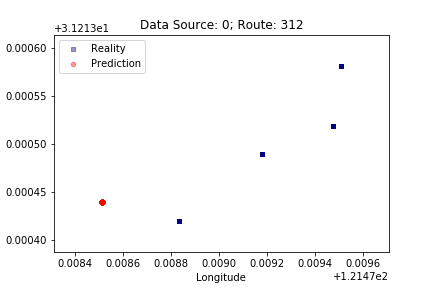 Data Source: 0; Route: 312
+3.1213e1
Reality
Prediction
0.00060
0.00055
0.00050
0.00045
0.00040
0.0084 0.0086 0.0088 0.0090 0.0092 0.0094 0.0096
Longitude
+1.2147e2